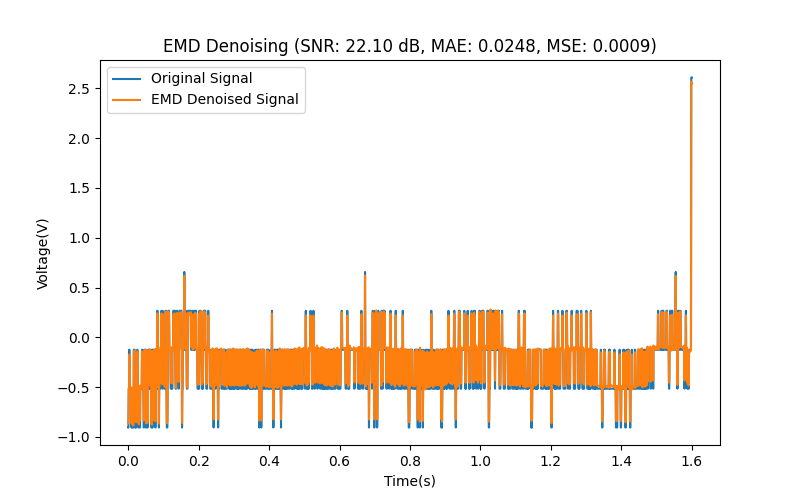 EMD Denoising (SNR: 22.10 dB, MAE: 0.0248, MSE: 0.0009)
Original Signal
EMD Denoised Signal
2.5
2.0
1.5
1.0
0.5
0.0
−0.5
−1.0
Voltage(V)
0.0 0.2 0.4 0.6 0.8 1.0 1.2 1.4 1.6
Time(s)